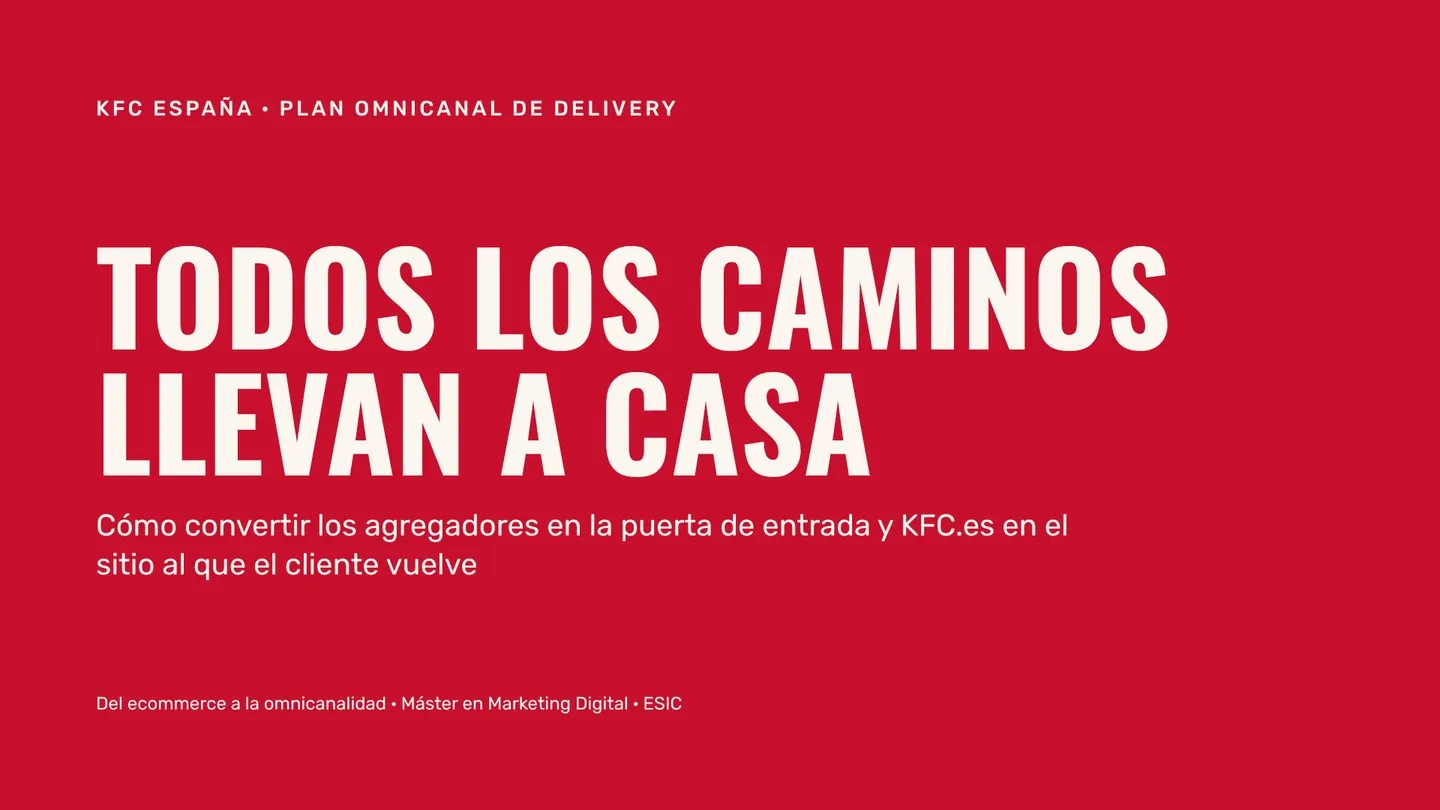 KFC ESPAÑA • PLAN OMNICANAL DE DELIVERY
TODOS LOS CAMINOS
LLEVAN A CASA
Cómo convertir los agregadores en la puerta de entrada y KFC.es en el
sitio al que el cliente vuelve
Del ecommerce a la omnicanalidad • Máster en Marketing Digital • ESIC